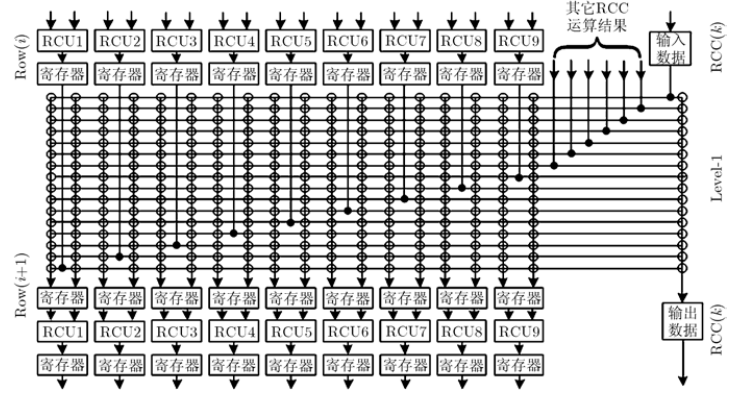 其它RCC
运算结果
Row(i)
RCU1 RCU2 RCU3 RCU4 RCU5 RCU6 RCU7 RCU8 RCU9
寄存器 寄存器 寄存器 寄存器 寄存器 寄存器 寄存器 寄存器 寄存器
输入
数据
RCC(k)
Level-1
Row(i+1)
寄存器 寄存器 寄存器 寄存器 寄存器 寄存器 寄存器 寄存器 寄存器
RCU1 RCU2 RCU3 RCU4 RCU5 RCU6 RCU7 RCU8 RCU9
寄存器 寄存器 寄存器 寄存器 寄存器 寄存器 寄存器 寄存器 寄存器
输出
数据
RCC(k)